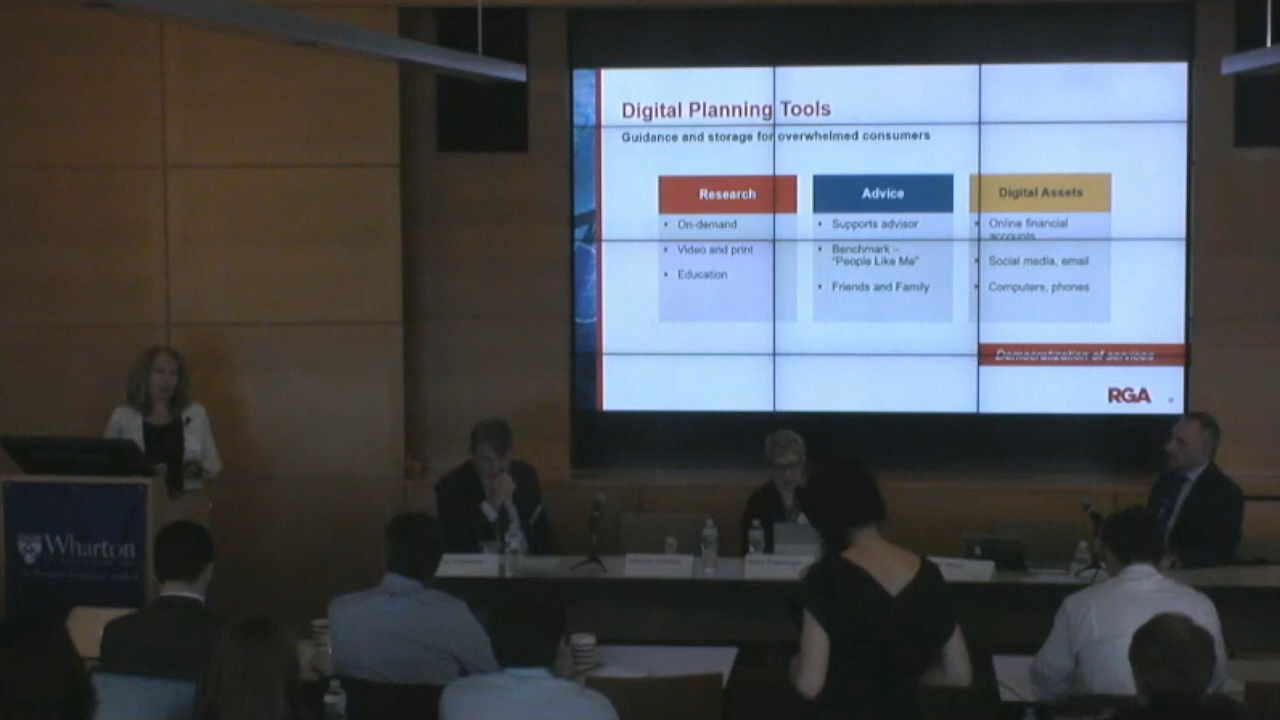 Digital Planning Tools
Guidance and storage for overwhelmed consumers
Research
• On-demand
• Video and print
• Education
Advice
• Supports advisor
• Benchmark –
"People Like Me"
• Friends and Family
Digital Assets
• Online financial
accounts
• Social media, email
• Computers, phones
Democratization of services
RGA
Wharton